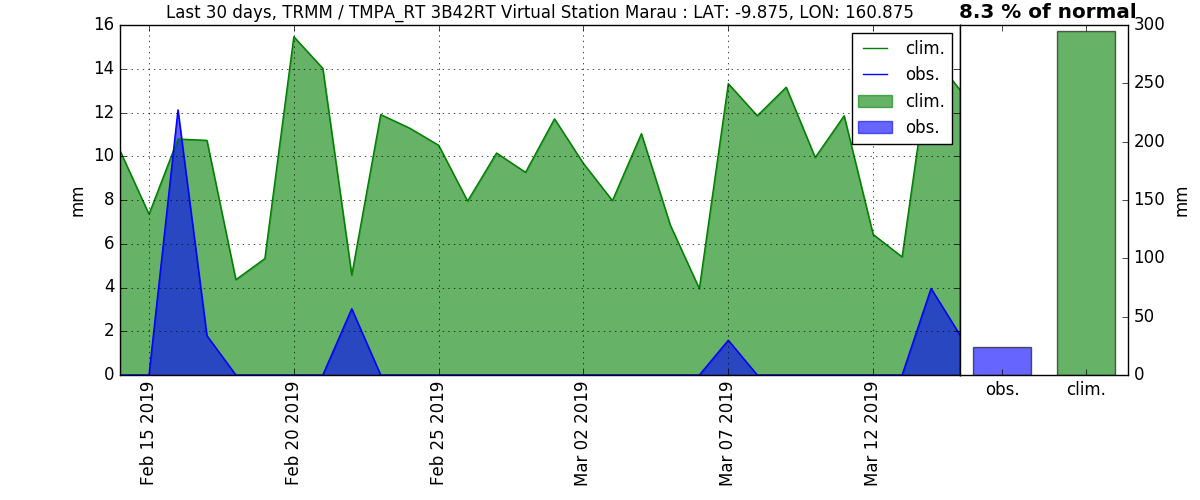 Last 30 days, TRMM / TMPA_RT 3B42RT Virtual Station Marau : LAT: -9.875, LON: 160.875
8.3 % of normal
16
14
12
10
8
6
4
2
0
mm
clim.
obs.
clim.
obs.
Feb 15 2019
Feb 20 2019
Feb 25 2019
Mar 02 2019
Mar 07 2019
Mar 12 2019
300
250
200
150
100
50
0
mm
obs.
clim.